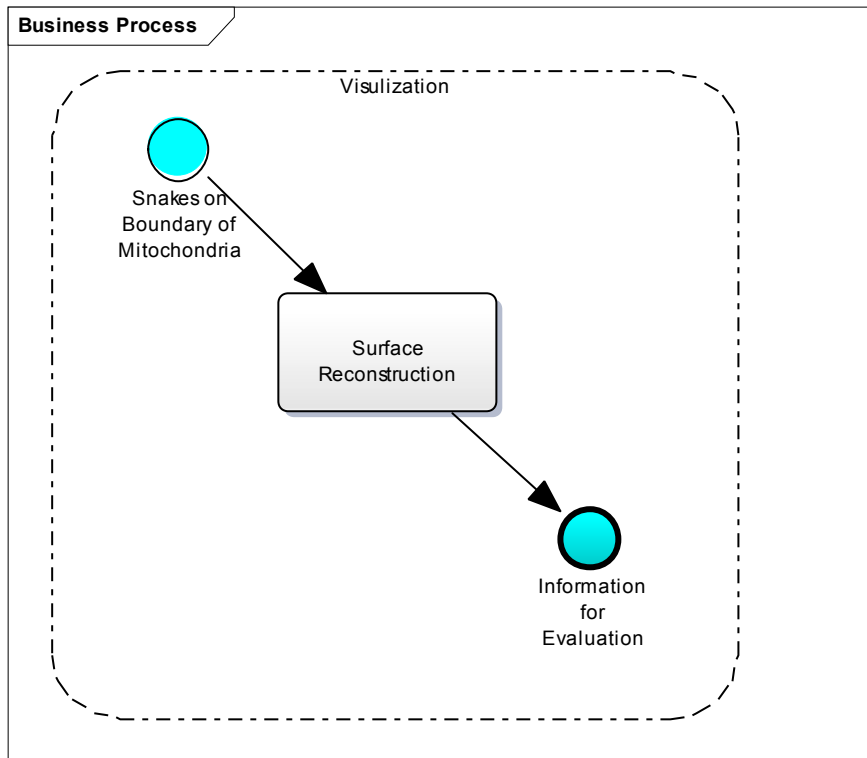 Business Process
Visulization
Snakes on
Boundary of
Mitochondria
Surface
Reconstruction
Information
for
Evaluation